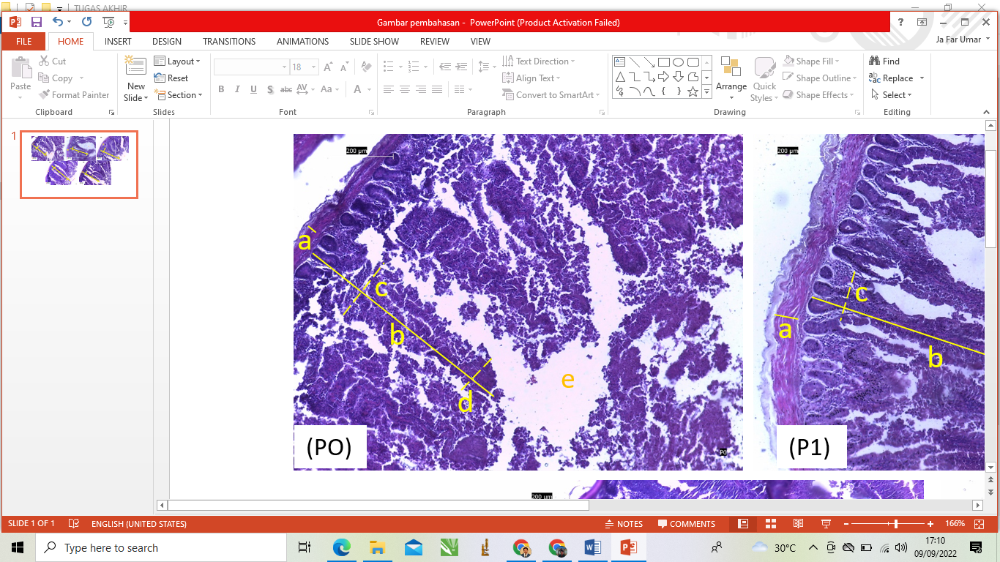 TUGAS AKHIR
Gambar pembahasan - PowerPoint (Product Activation Failed)
?
FILE HOME INSERT DESIGN TRANSITIONS ANIMATIONS SLIDE SHOW REVIEW VIEW Ja Far Umar
Paste
Cut
Copy
Format Painter
Clipboard
New Slide
Layout
Reset
Section
Slides
18
B I U S abc AV Aa A
Font
Text Direction
Align Text
Convert to SmartArt
Paragraph
Arrange
Quick Styles
Shape Fill
Shape Outline
Shape Effects
Drawing
Find
Replace
Select
Editing
1
200 µm
a
c
b
d
e
(PO)
P0
200 µm
c
a
b
(P1)
200 µm
SLIDE 1 OF 1 ENGLISH (UNITED STATES) NOTES COMMENTS 166%
Type here to search
30°C
17:10
09/09/2022